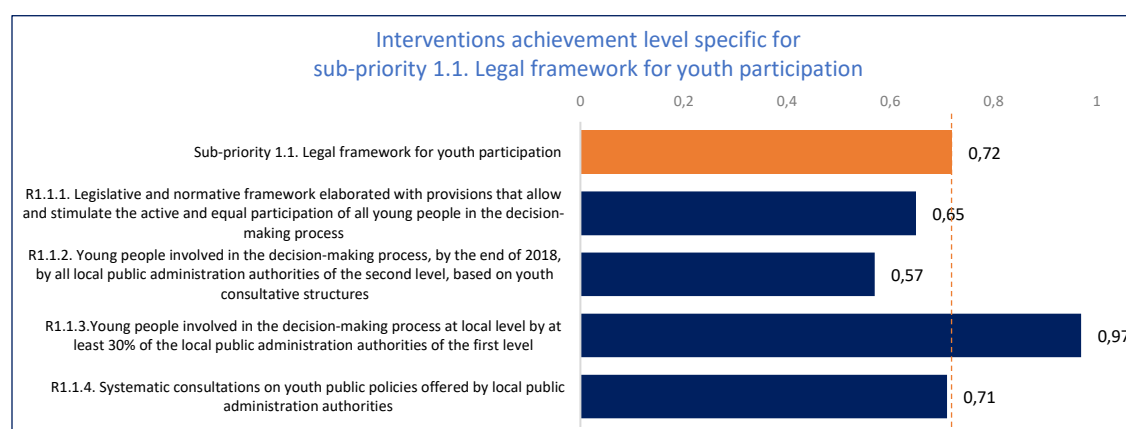 Interventions achievement level specific for
sub-priority 1.1. Legal framework for youth participation
0 0,2 0,4 0,6 0,8 1
Sub-priority 1.1. Legal framework for youth participation
0,72
R1.1.1. Legislative and normative framework elaborated with provisions that allow
and stimulate the active and equal participation of all young people in the decision-
making process
0,65
R1.1.2. Young people involved in the decision-making process, by the end of 2018,
by all local public administration authorities of the second level, based on youth
consultative structures
0,57
R1.1.3.Young people involved in the decision-making process at local level by at
least 30% of the local public administration authorities of the first level
0,97
R1.1.4. Systematic consultations on youth public policies offered by local public
administration authorities
0,71